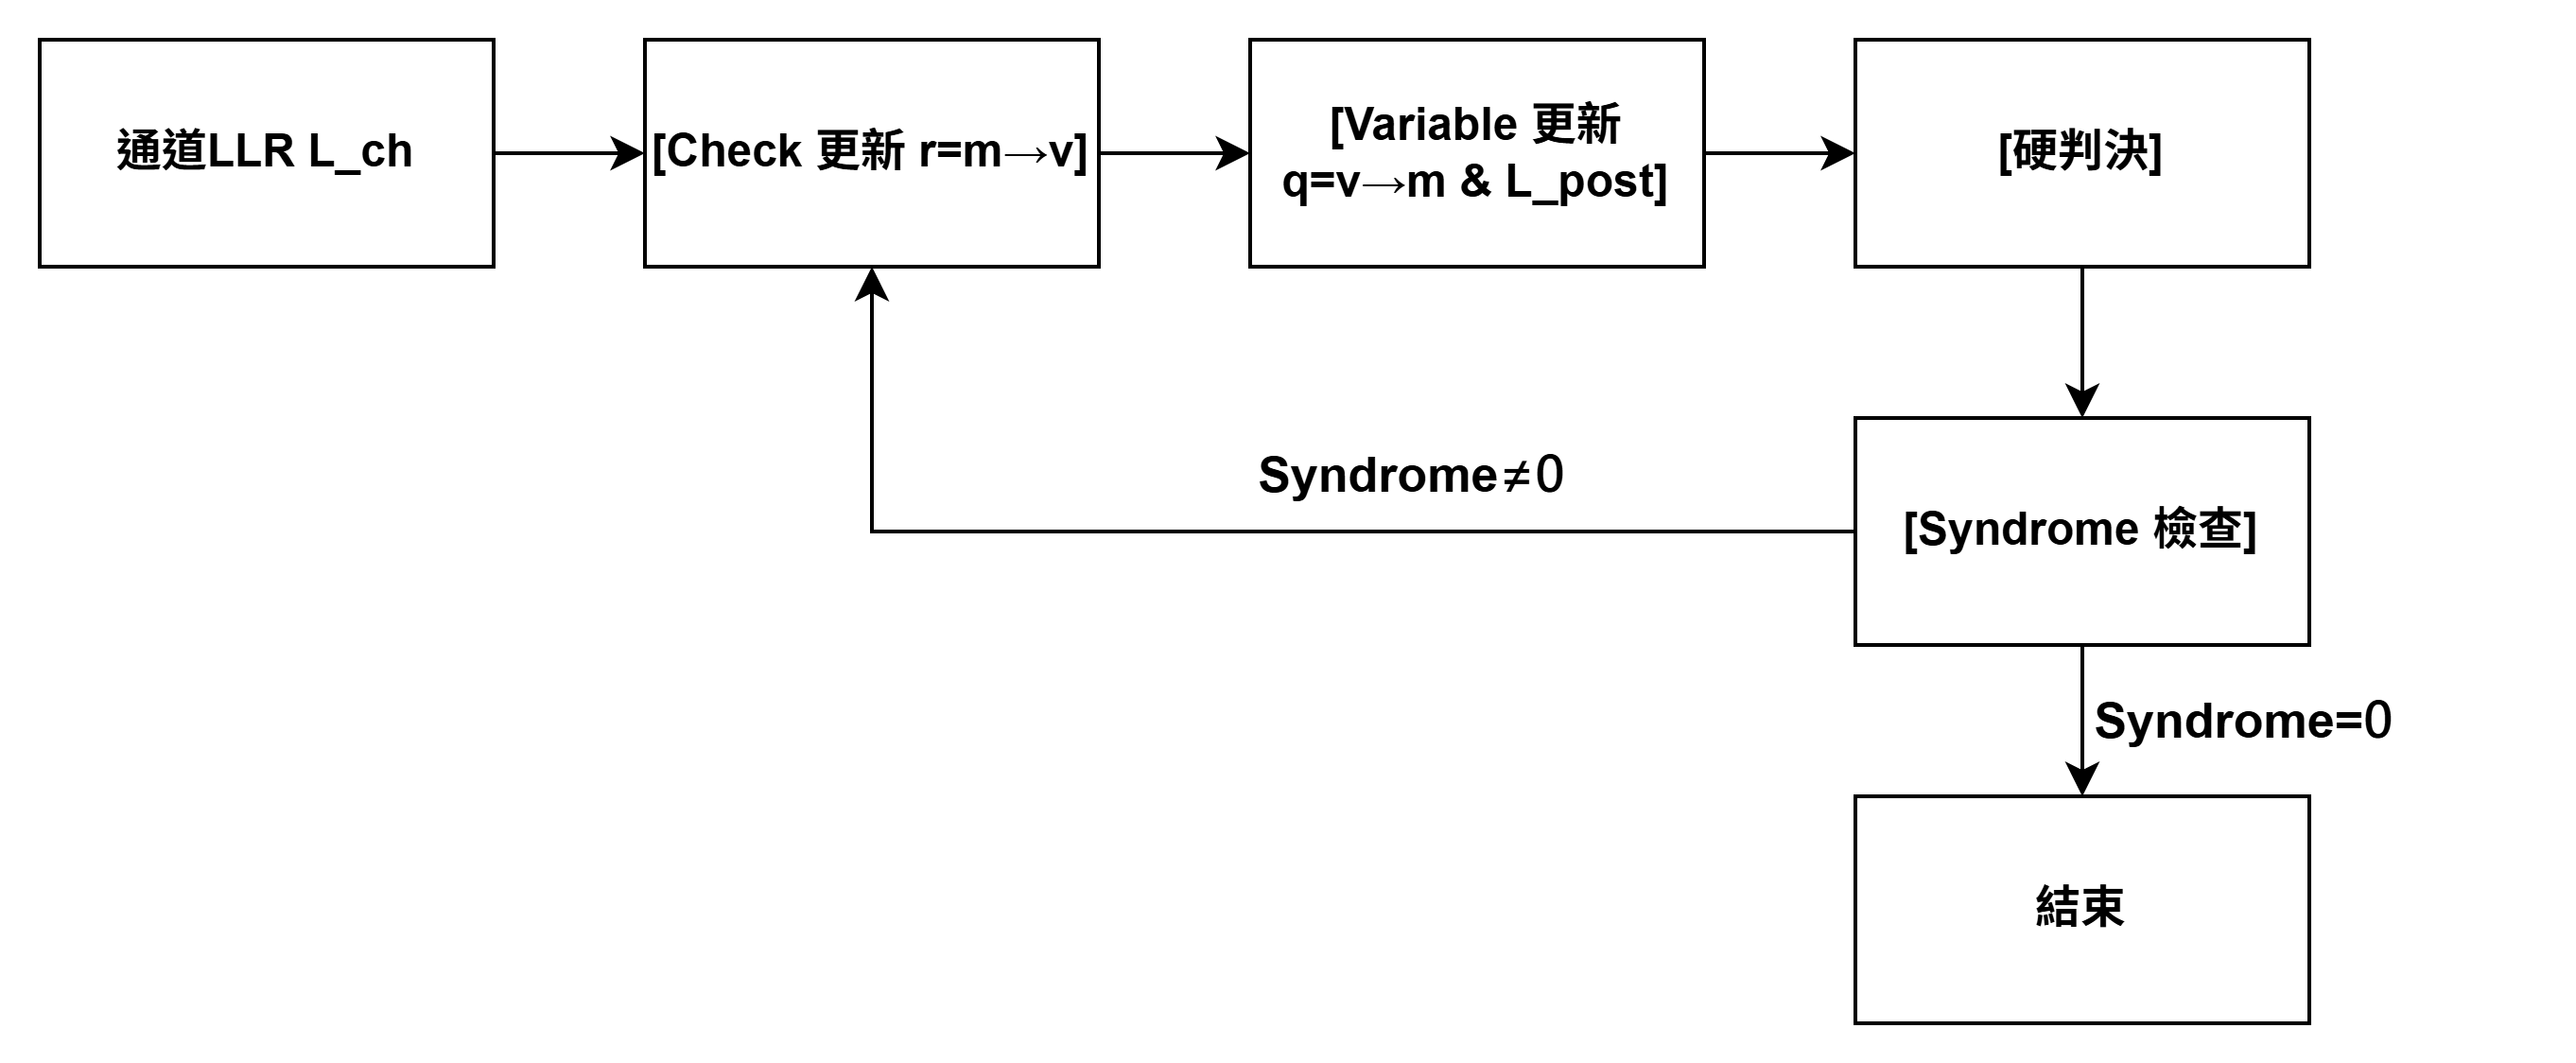 通道LLR L_ch
[Check 更新 r=m→v]
[Variable 更新
q=v→m & L_post]
[硬判決]
Syndrome≠0
[Syndrome 檢查]
Syndrome=0
結束